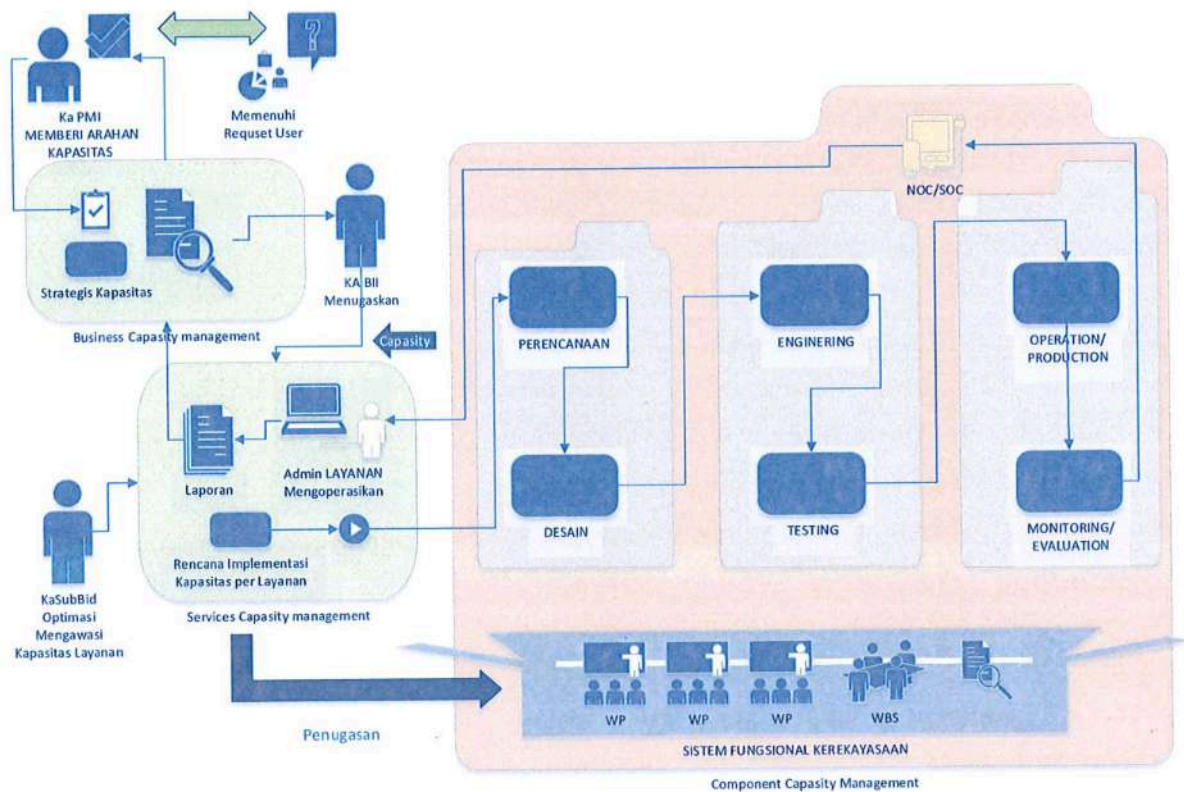 Ka PMI
MEMBERI ARAHAN
KAPASITAS
Memenuhi
Requset User
Strategis Kapasitas
Business Capasity management
KA BII
Menugaskan
Capasity
Laporan
Admin LAYANAN
Mengoperasikan
Rencana Implementasi
Kapasitas per Layanan
Services Capasity management
KaSubBid
Optimasi
Mengawasi
Kapasitas Layanan
Penugasan
NOC/SOC
PERENCANAAN
DESAIN
ENGINERING
TESTING
OPERATION/
PRODUCTION
MONITORING/
EVALUATION
WP
WP
WP
WBS
SISTEM FUNGSIONAL KEREKAYASAAN
Component Capasity Management